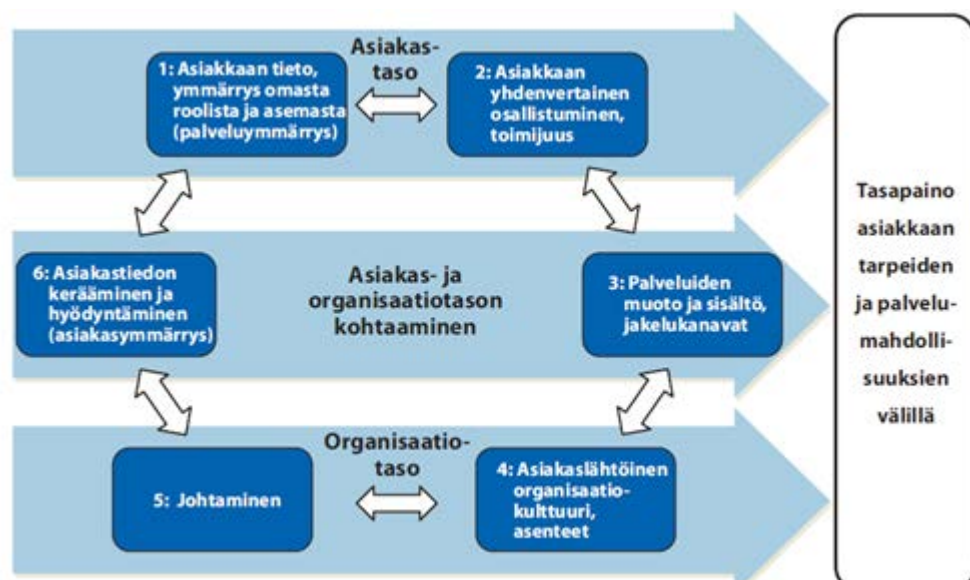 Asiakas-
taso
1: Asiakkaan tieto,
ymmärrys omasta
roolista ja asemasta
(palveluymmärrys)
2: Asiakkaan
yhdenvertainen
osallistuminen,
toimijuus
6: Asiakastiedon
kerääminen ja
hyödyntäminen
(asiakasymmärrys)
Asiakas- ja
organisaatiotason
kohtaaminen
3: Palveluiden
muoto ja sisältö,
jakelukanavat
Organisaatio-
taso
5: Johtaminen
4: Asiakaslähtöinen
organisaatio-
kulttuuri,
asenteet
Tasapaino
asiakkaan
tarpeiden
ja palvelu-
mahdolli-
suuksien
välillä